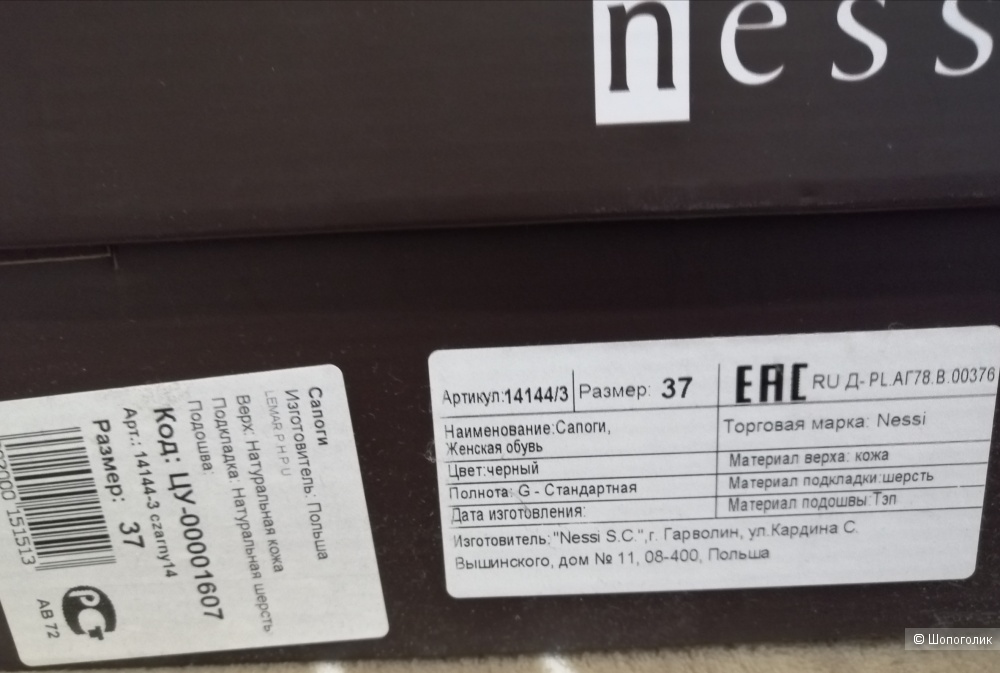 ness
Сапоги
Изготовитель: Польша
LEMAR P.H.P.U
Верх: Натуральная кожа
Подкладка: Натуральная шерсть
Подошва:
Код: ЦУ-00001607
Арт.: 14144-3 czarny14
Размер: 37
151513
РСТ
АВ 72
Артикул:14144/3 Размер: 37
Наименование:Сапоги,
Женская обувь
Цвет:черный
Полнота: G - Стандартная
Дата изготовления:
EAC RU Д- PL.АГ78.В.00376
Торговая марка: Nessi
Материал верха: кожа
Материал подкладки:шерсть
Материал подошвы:Тэп
Изготовитель:"Nessi S.C.",г. Гарволин, ул.Кардина С.
Вышинского, дом № 11, 08-400, Польша
© Шопоголик